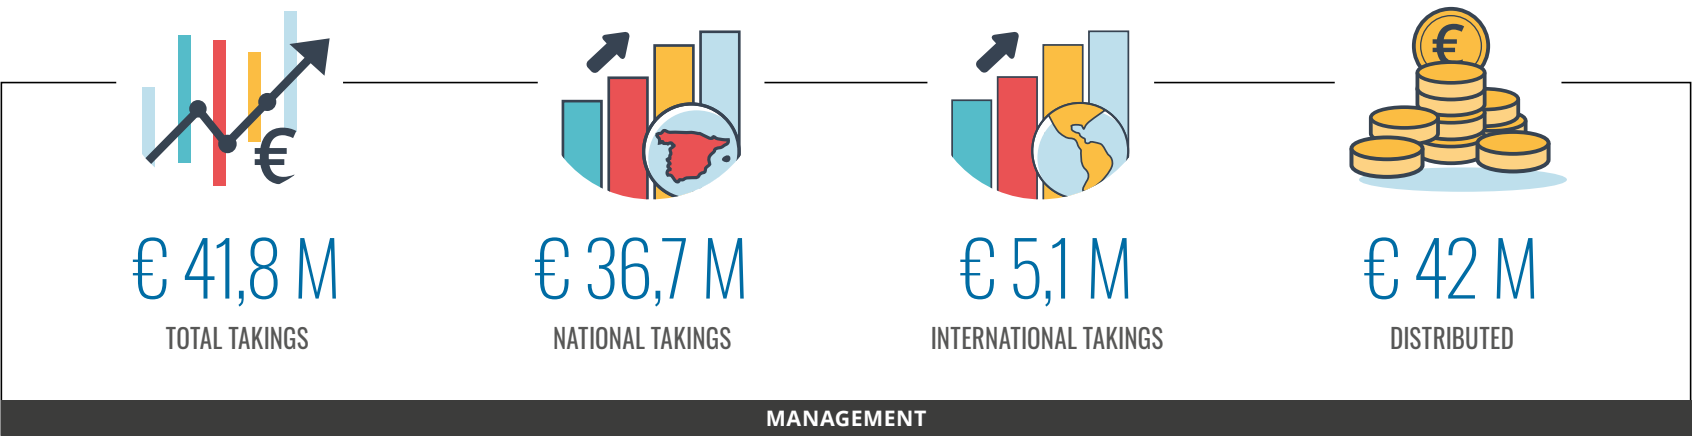 € 41,8 M
TOTAL TAKINGS
€ 36,7 M
NATIONAL TAKINGS
€ 5,1 M
INTERNATIONAL TAKINGS
€ 42 M
DISTRIBUTED
MANAGEMENT